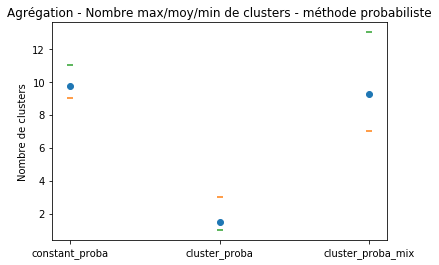 Agrégation - Nombre max/moy/min de clusters - méthode probabiliste
Nombre de clusters
12
10
8
6
4
2
constant_proba
cluster_proba
cluster_proba_mix